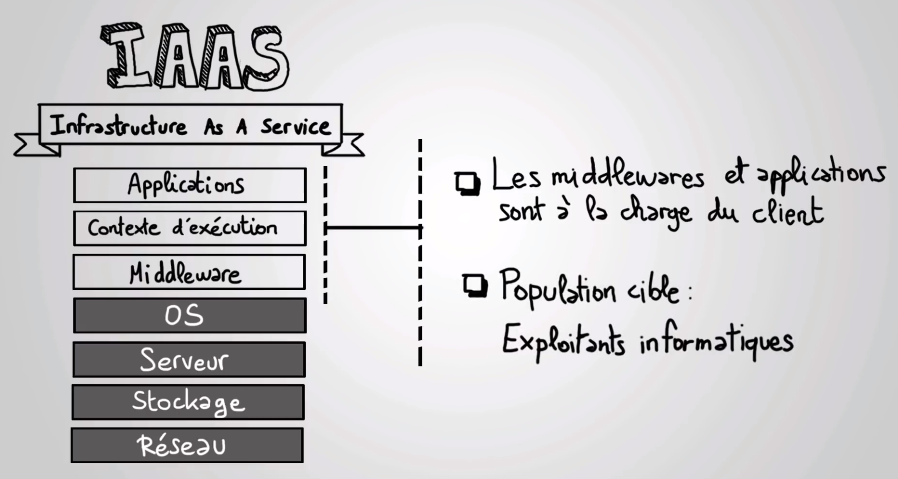 IAAS
Infrastructure As A Service
Applications
Contexte d'exécution
Middleware
OS
Serveur
Stockage
Réseau
Les middlewares et applications
sont à la charge du client
Population cible :
Exploitants informatiques